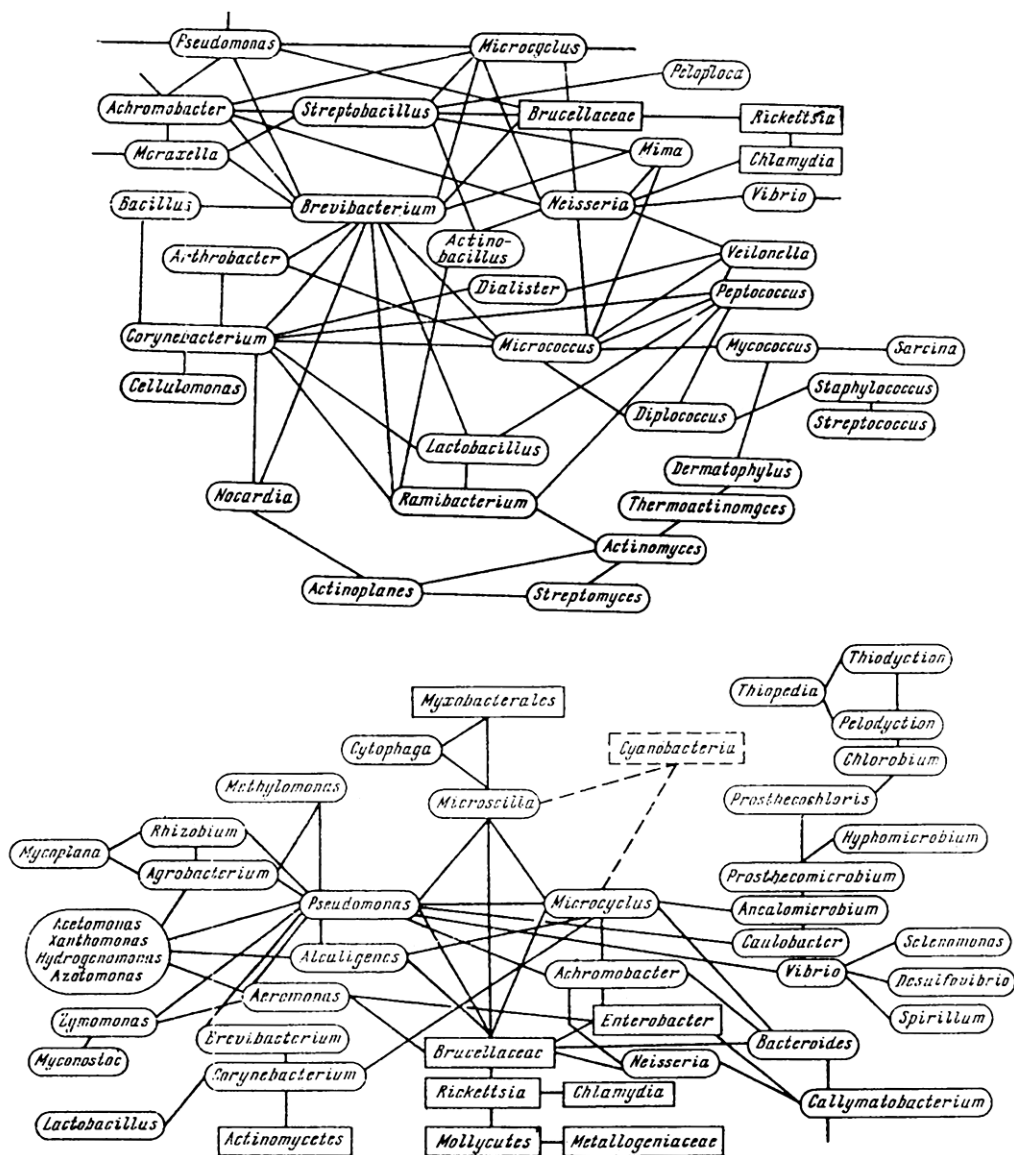 Pseudomonas
Microcyclus
Peloploca
Achromobacter
Streptobacillus
Brucellaceae
Rickettsia
Moraxella
Mima
Chlamydia
Bacillus
Brevibacterium
Neisseria
Vibrio
Arthrobacter
Actino-
bacillus
Veilonella
Dialister
Peptococcus
Corynebacterium
Micrococcus
Mycococcus
Sarcina
Cellulomonas
Staphylococcus
Diplococcus
Streptococcus
Lactobacillus
Dermatophylus
Nocardia
Ramibacterium
Thermoactinomyces
Actinomyces
Actinoplanes
Streptomyces
Thiodyction
Myxobacterales
Thiopedia
Pelodyction
Cytophaga
Cyanobacteria
Chlorobium
Methylomonas
Microscilla
Prosthecochloris
Rhizobium
Hyphomicrobium
Mycoplana
Agrobacterium
Prosthecomicrobium
Pseudomonas
Microcyclus
Ancalomicrobium
Acetomonas
Xanthomonas
Hydrogenomonas
Azotomonas
Caulobacter
Selenomonas
Alcaligenes
Achromobacter
Vibrio
Desulfovibrio
Aeromonas
Zymomonas
Enterobacter
Spirillum
Brevibacterium
Bacteroides
Myconostoc
Brucellaceae
Neisseria
Corynebacterium
Rickettsia
Chlamydia
Callymatobacterium
Lactobacillus
Actinomycetes
Mollycutes
Metallogeniaceae